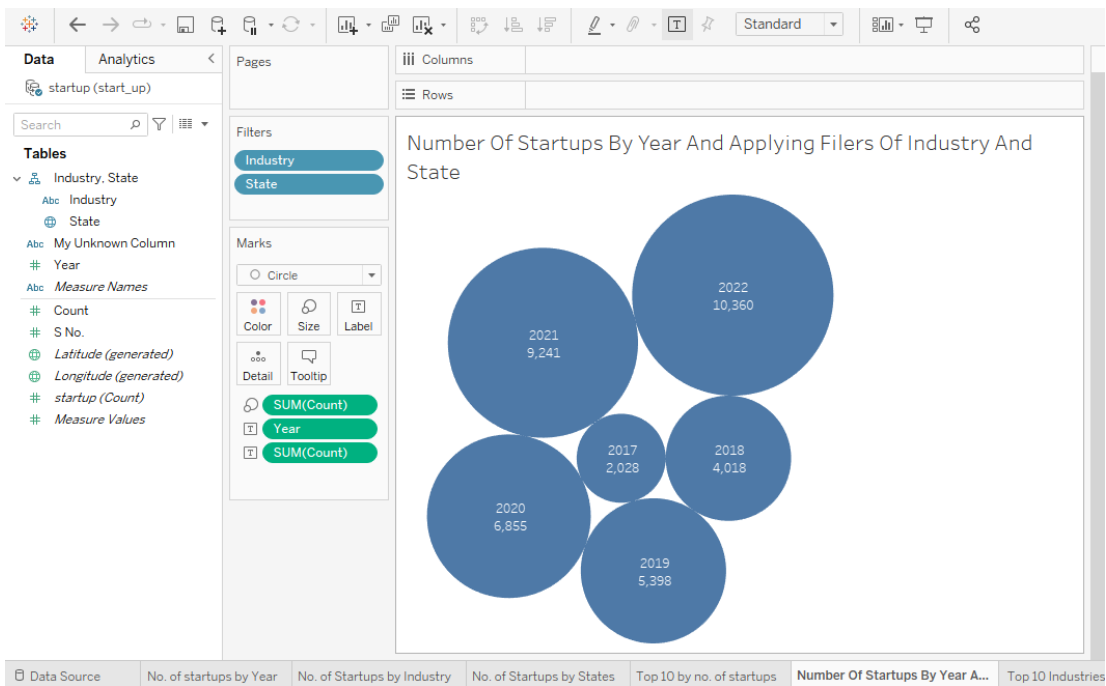 Standard
Data
Analytics
startup (start_up)
Search
Tables
Industry, State
Abc Industry
State
Abc My Unknown Column
# Year
Abc Measure Names
# Count
# S No.
Latitude (generated)
Longitude (generated)
# startup (Count)
# Measure Values
Pages
Filters
Industry
State
Marks
Circle
Color
Size
T
Label
Detail
Tooltip
SUM(Count)
T Year
T SUM(Count)
iii Columns
Rows
Number Of Startups By Year And Applying Filers Of Industry And
State
2022
10,360
2021
9,241
2017
2,028
2018
4,018
2020
6,855
2019
5,398
Data Source
No. of startups by Year
No. of Startups by Industry
No. of Startups by States
Top 10 by no. of startups
Number Of Startups By Year A...
Top 10 Industries